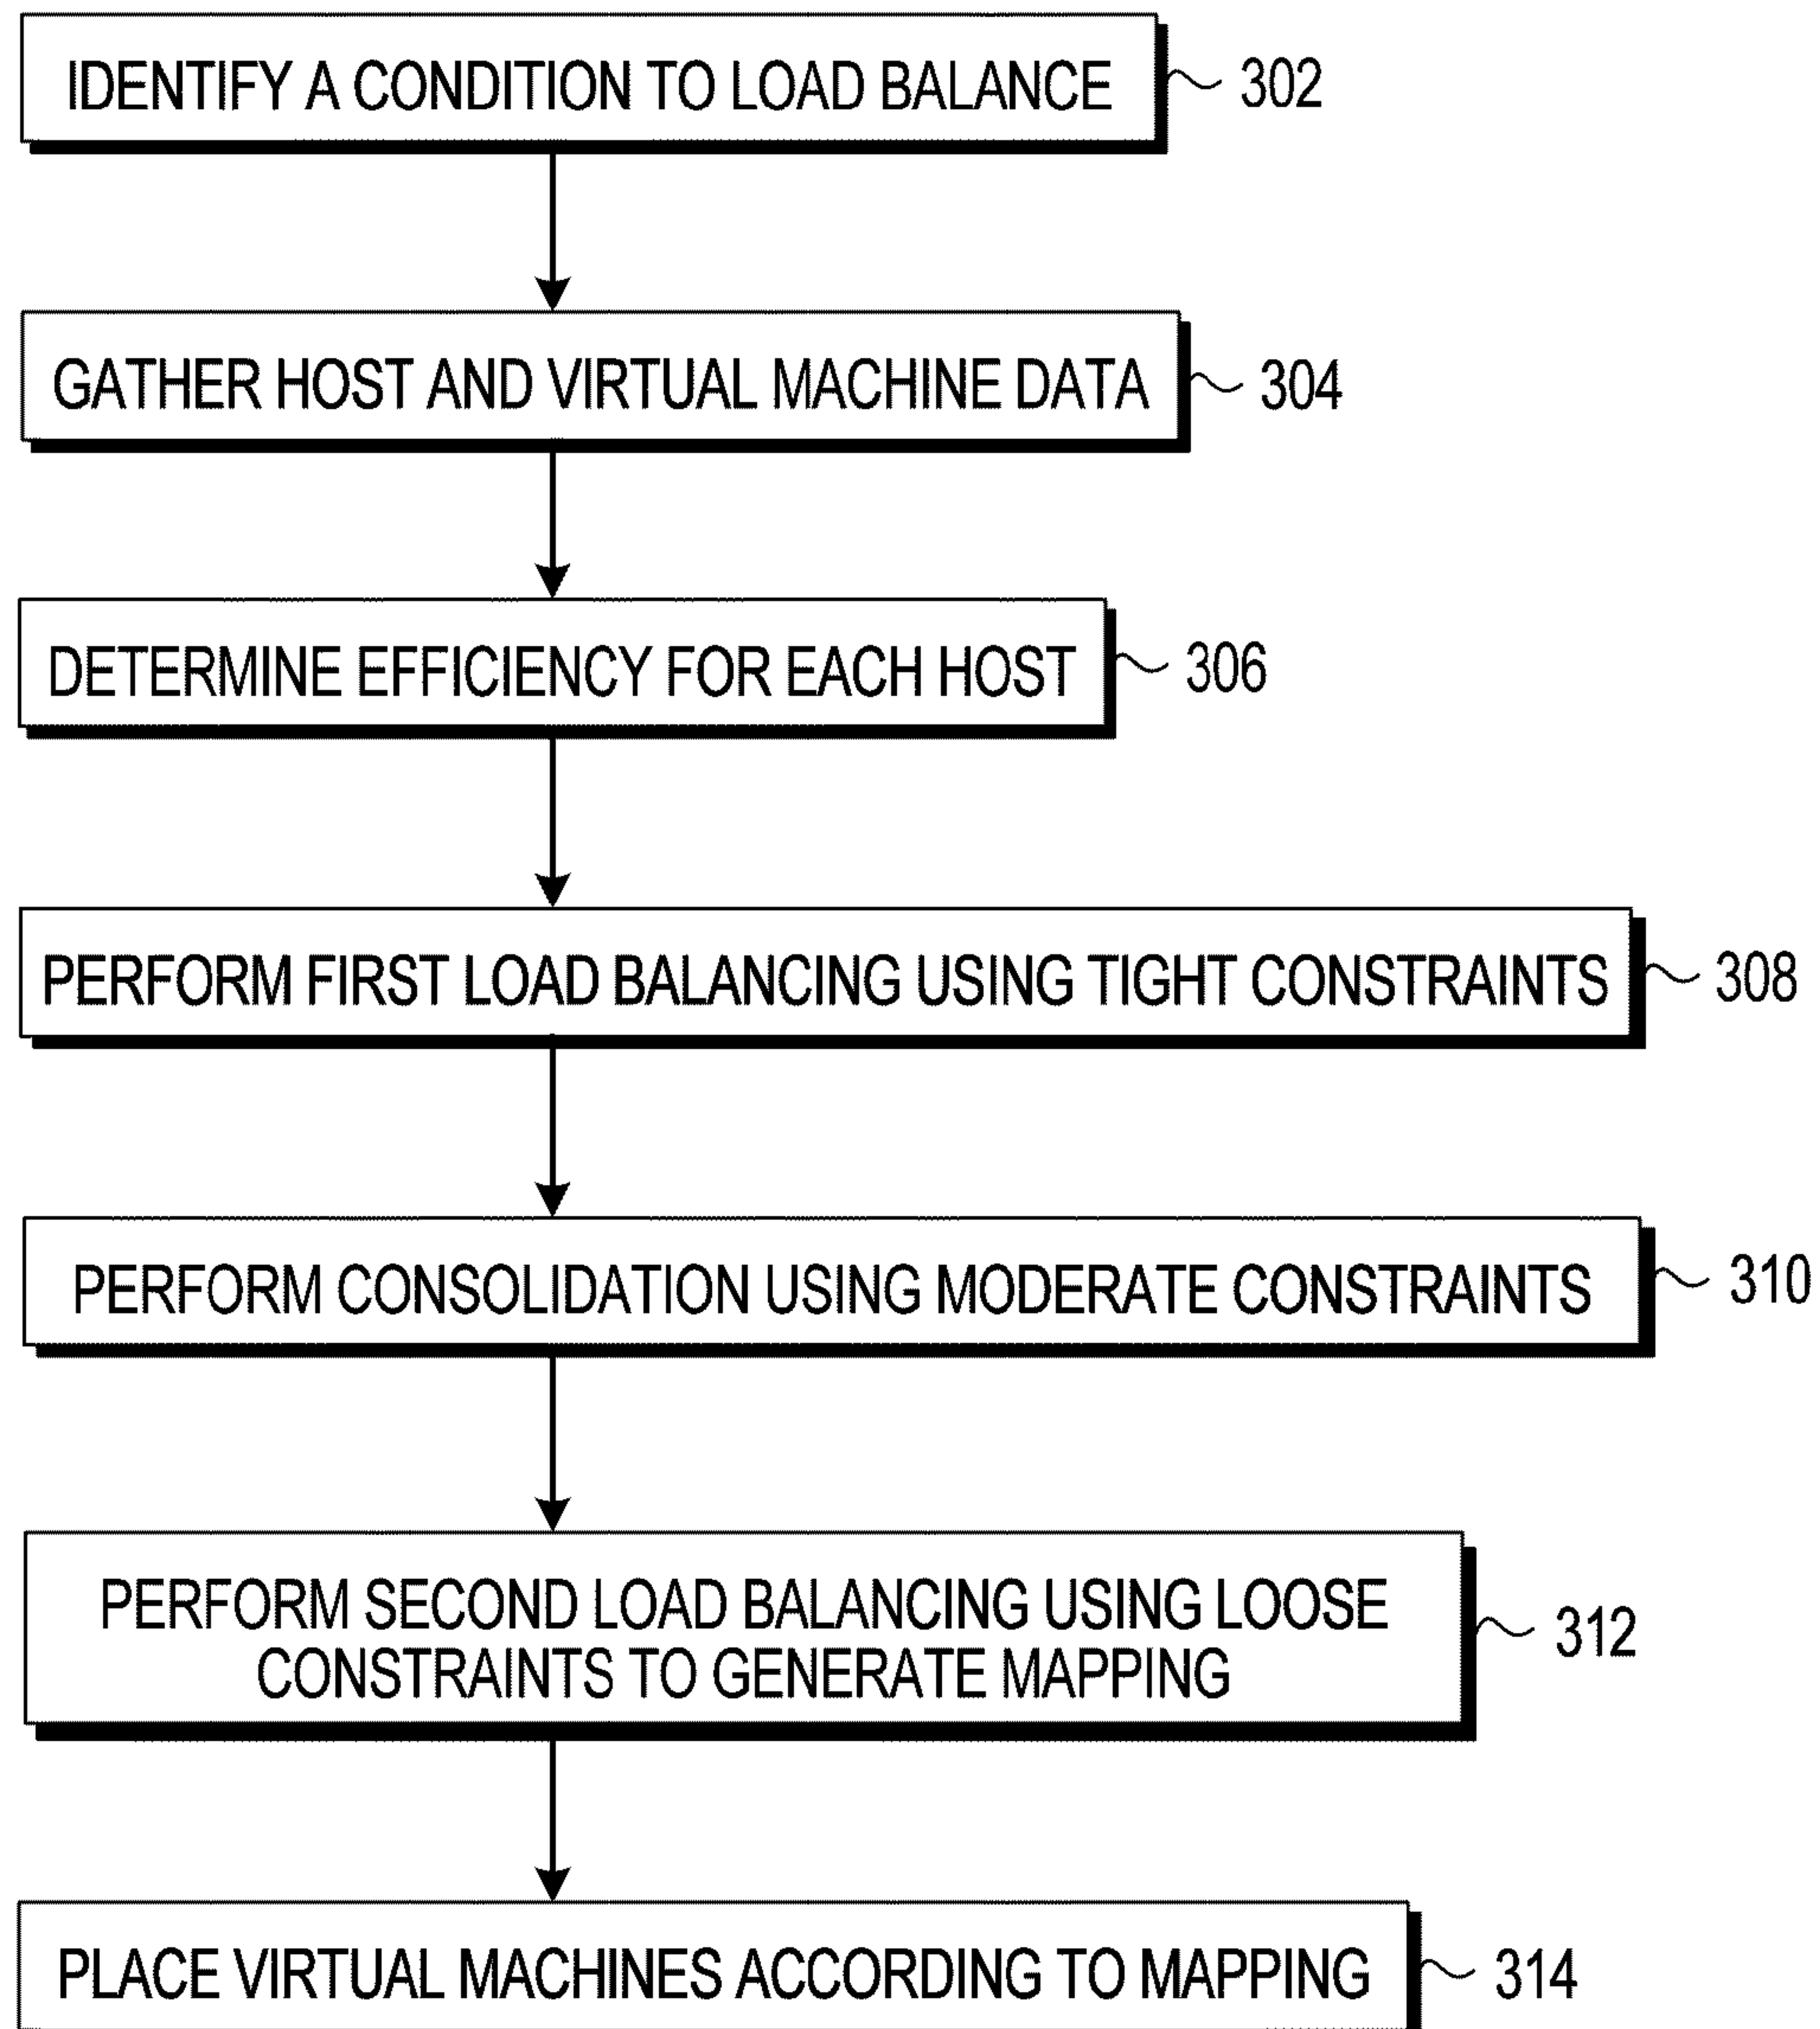 IDENTIFY A CONDITION TO LOAD BALANCE
302
GATHER HOST AND VIRTUAL MACHINE DATA
304
DETERMINE EFFICIENCY FOR EACH HOST
306
PERFORM FIRST LOAD BALANCING USING TIGHT CONSTRAINTS
308
PERFORM CONSOLIDATION USING MODERATE CONSTRAINTS
310
PERFORM SECOND LOAD BALANCING USING LOOSE
CONSTRAINTS TO GENERATE MAPPING
312
PLACE VIRTUAL MACHINES ACCORDING TO MAPPING
314